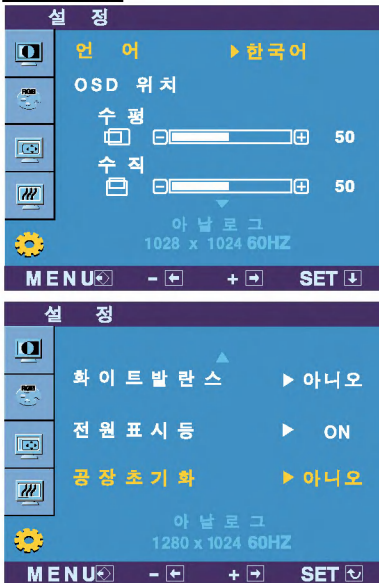 설 정
언 어 ▶ 한국어
OSD 위치
수 평
50
수 직
50
아 날 로 그
1028 x 1024 60HZ
MENU - + SET
설 정
화이트발란스 ▶ 아니오
전원표시등 ▶ ON
공장초기화 ▶ 아니오
아 날 로 그
1280 x 1024 60HZ
MENU - + SET